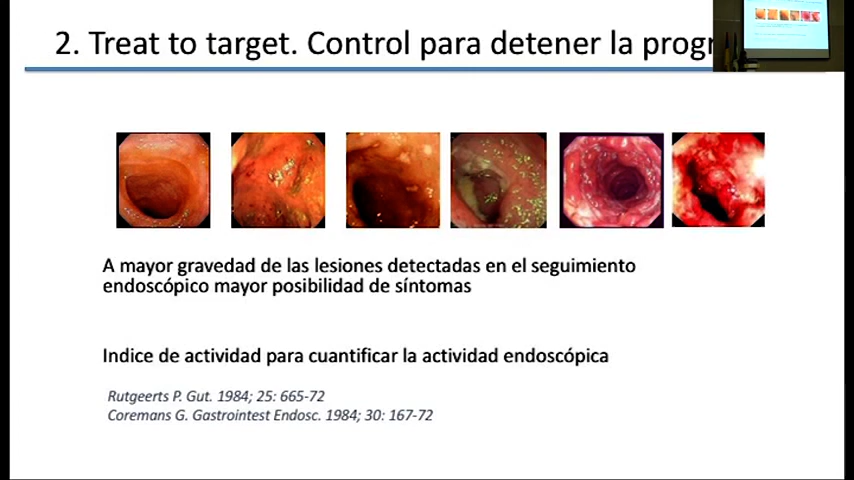 2. Treat to target. Control para detener la progr
A mayor gravedad de las lesiones detectadas en el seguimiento
endoscópico mayor posibilidad de síntomas
Indice de actividad para cuantificar la actividad endoscópica
Rutgeerts P. Gut. 1984; 25: 665-72
Coremans G. Gastrointest Endosc. 1984; 30: 167-72